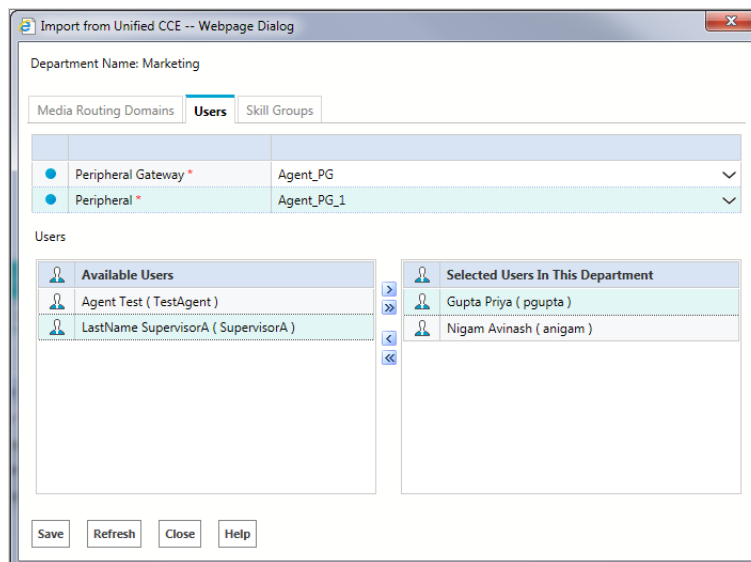 Import from Unified CCE -- Webpage Dialog
Department Name: Marketing
Media Routing Domains Users Skill Groups
Peripheral Gateway * Agent_PG
Peripheral * Agent_PG_1
Users
Available Users Selected Users In This Department
Agent Test ( TestAgent ) Gupta Priya ( pgupta )
LastName SupervisorA ( SupervisorA ) Nigam Avinash ( anigam )
Save Refresh Close Help